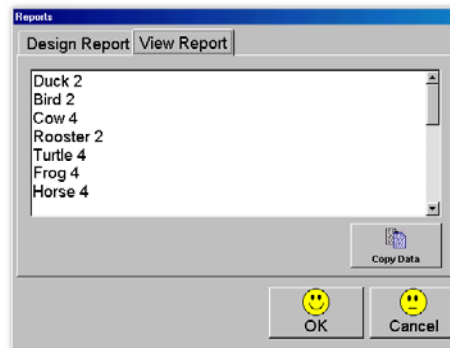 Reports
Design Report View Report
Duck 2
Bird 2
Cow 4
Rooster 2
Turtle 4
Frog 4
Horse 4
Copy Data
OK Cancel